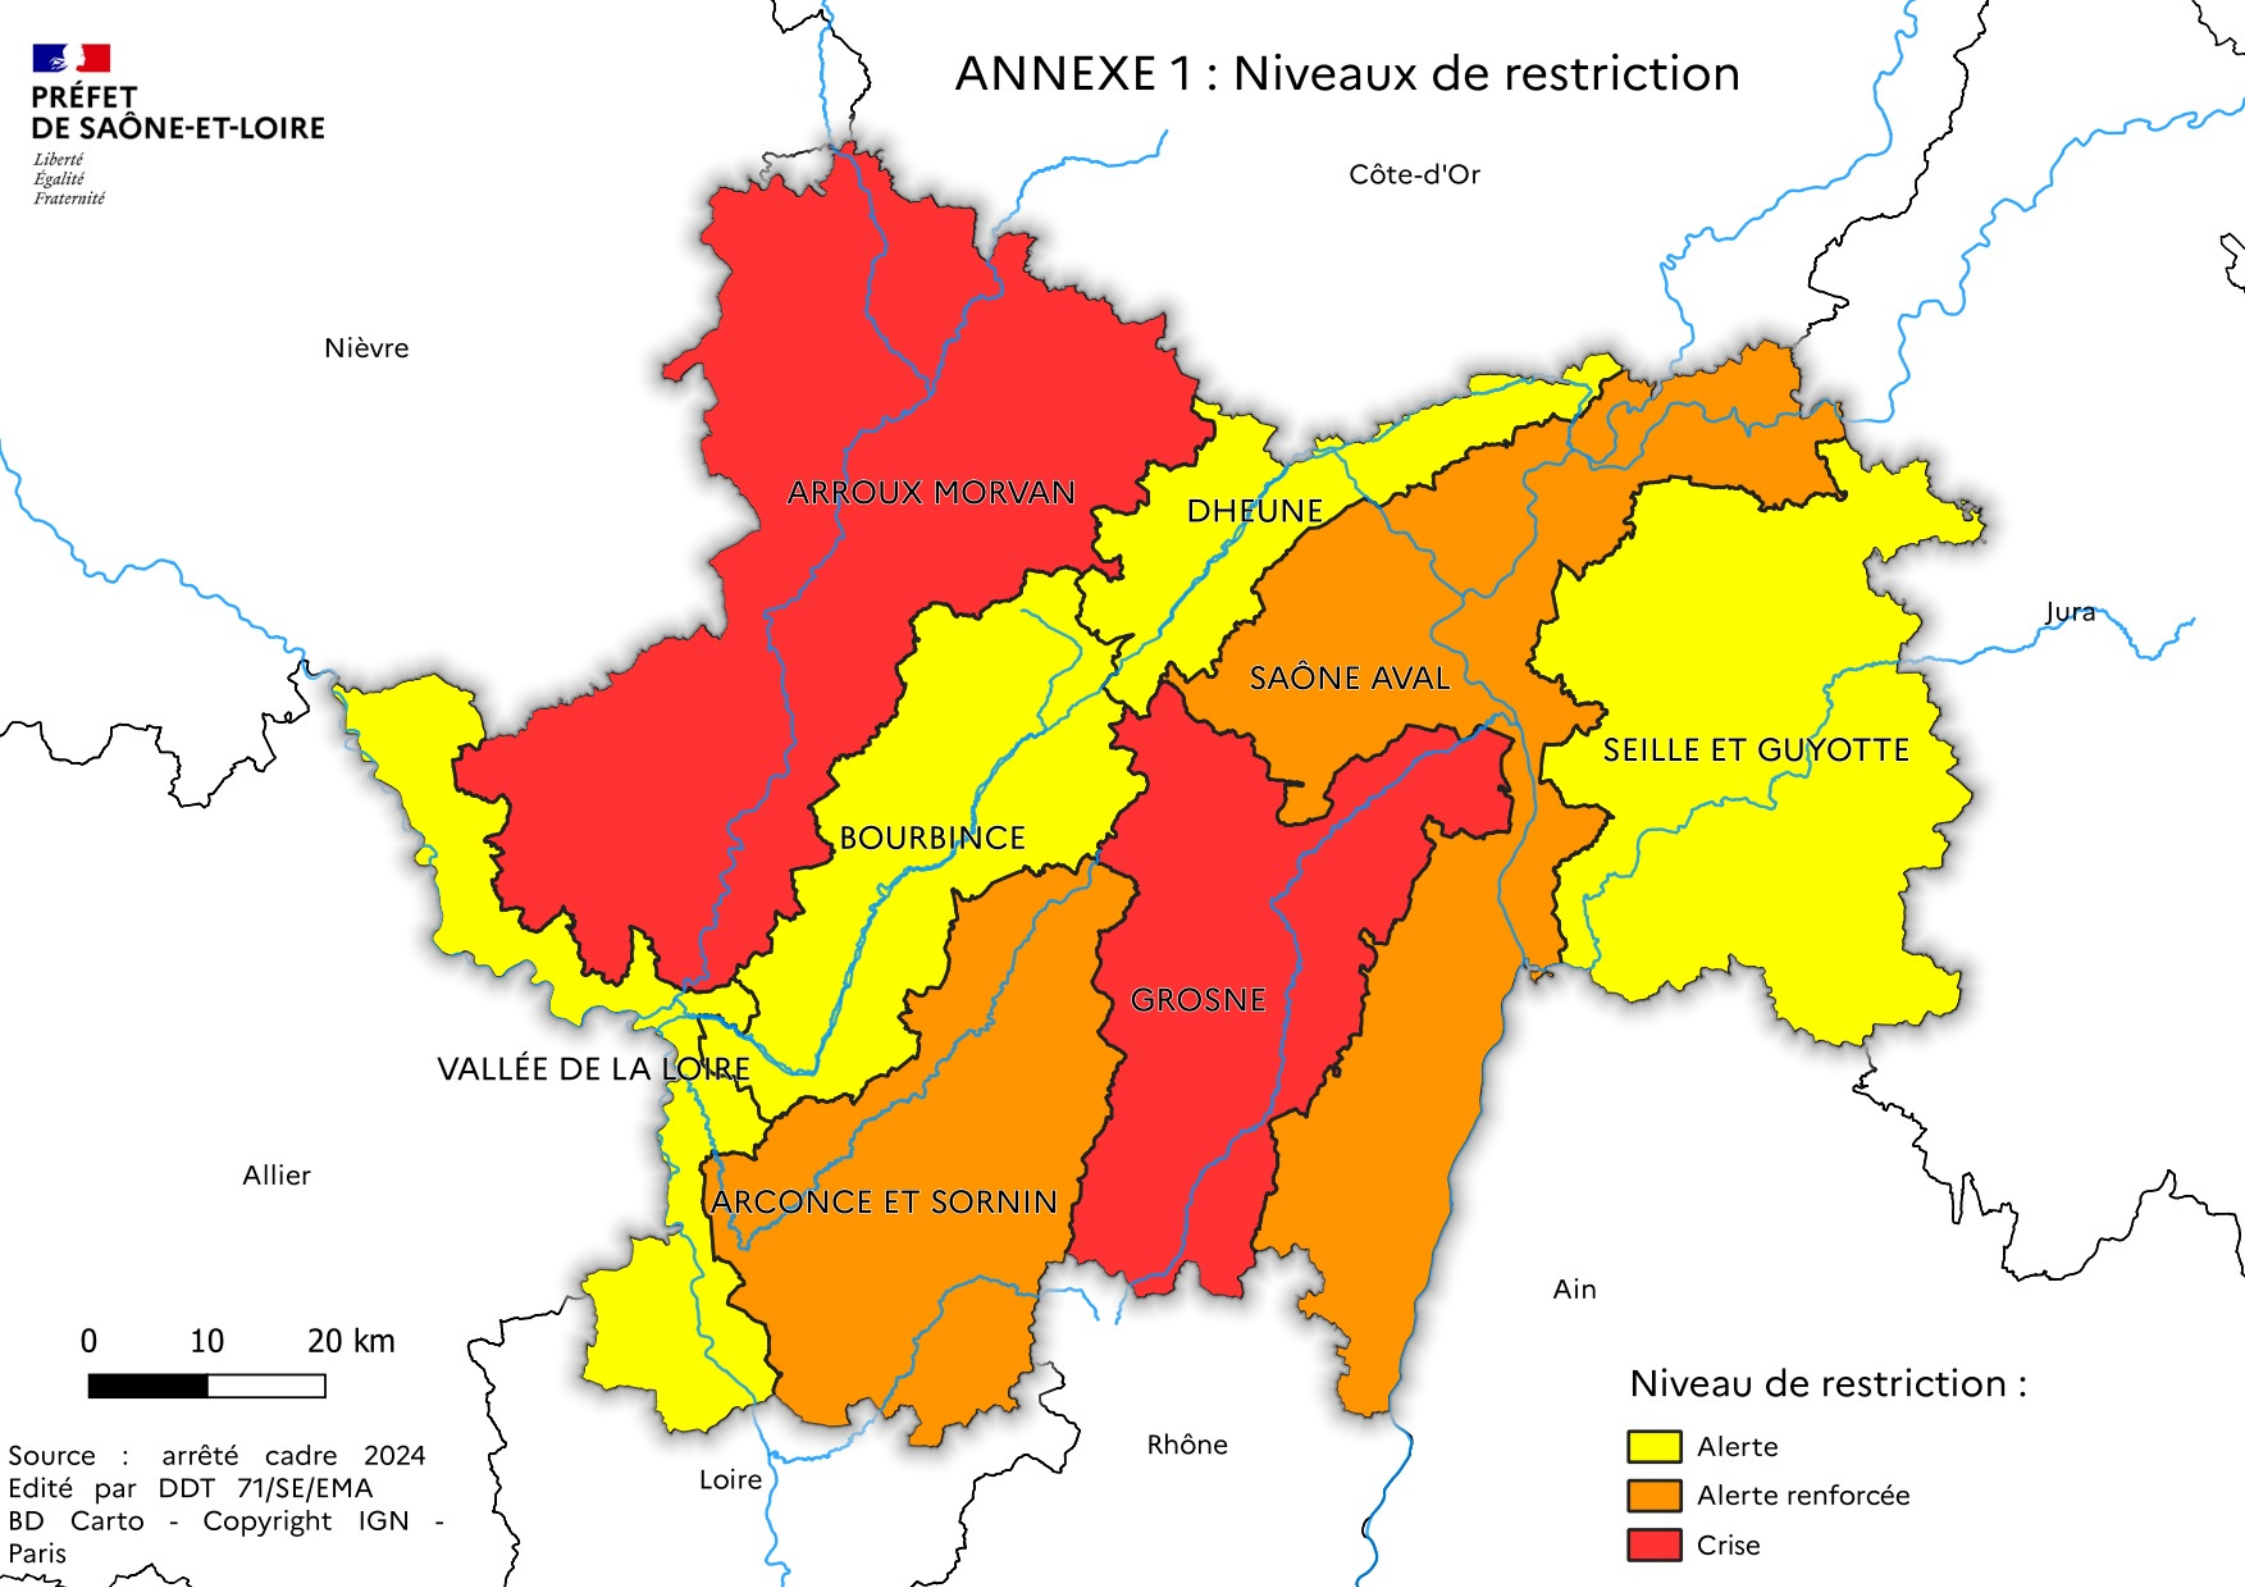 PRÉFET
DE SAÔNE-ET-LOIRE
Liberté
Égalité
Fraternité
ANNEXE 1 : Niveaux de restriction
Côte-d'Or
Nièvre
ARROUX MORVAN
DHEUNE
Jura
SAÔNE AVAL
SEILLE ET GUYOTTE
BOURBINCE
GROSNE
VALLÉE DE LA LOIRE
Allier
ARCONCE ET SORNIN
Ain
0 10 20 km
Rhône
Loire
Source : arrêté cadre 2024
Edité par DDT 71/SE/EMA
BD Carto - Copyright IGN -
Paris
Niveau de restriction :
Alerte
Alerte renforcée
Crise